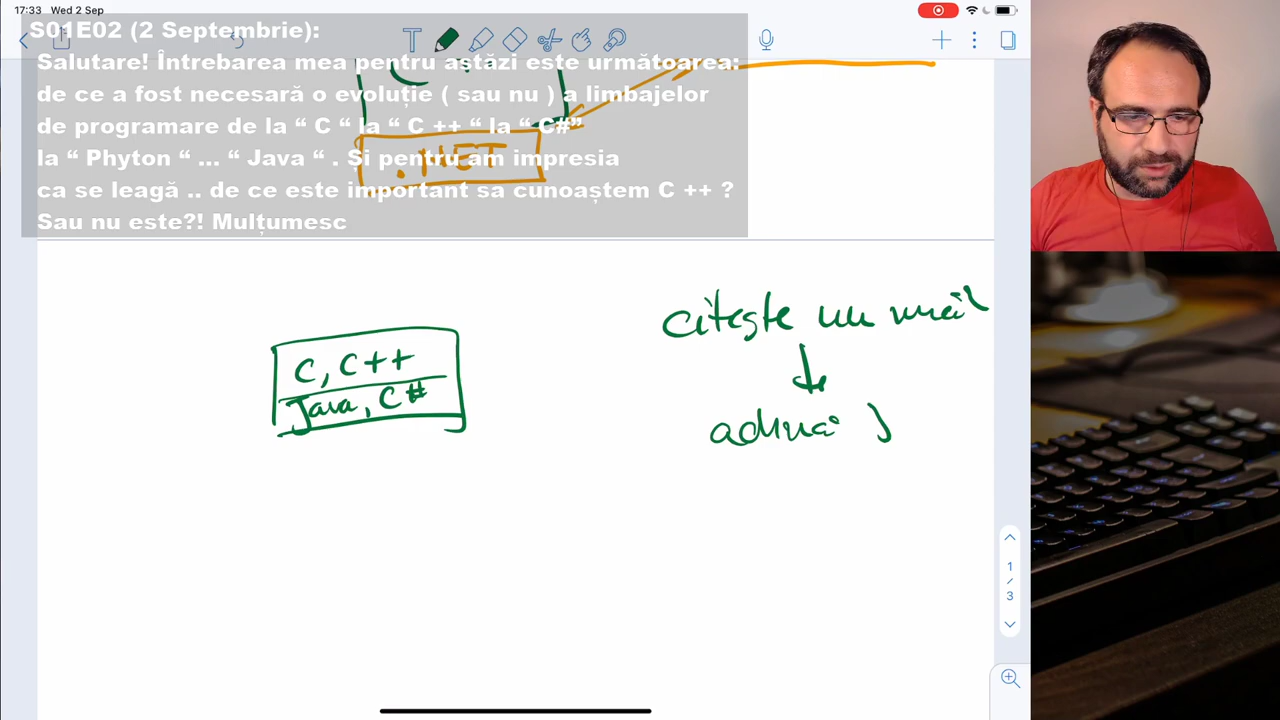 17:33 Wed 2 Sep
S01E02 (2 Septembrie):
Salutare! Întrebarea mea pentru astăzi este următoarea:
de ce a fost necesară o evoluție ( sau nu ) a limbajelor
de programare de la “ C “ la “ C ++ “ la “ C#”
la “ Phyton “ ... “ Java “ . Și pentru am impresia
ca se leagă .. de ce este important sa cunoaștem C ++ ?
Sau nu este?! Mulțumesc
.NET
citește un mail
C, C++
Java, C#
adună
1
/
3